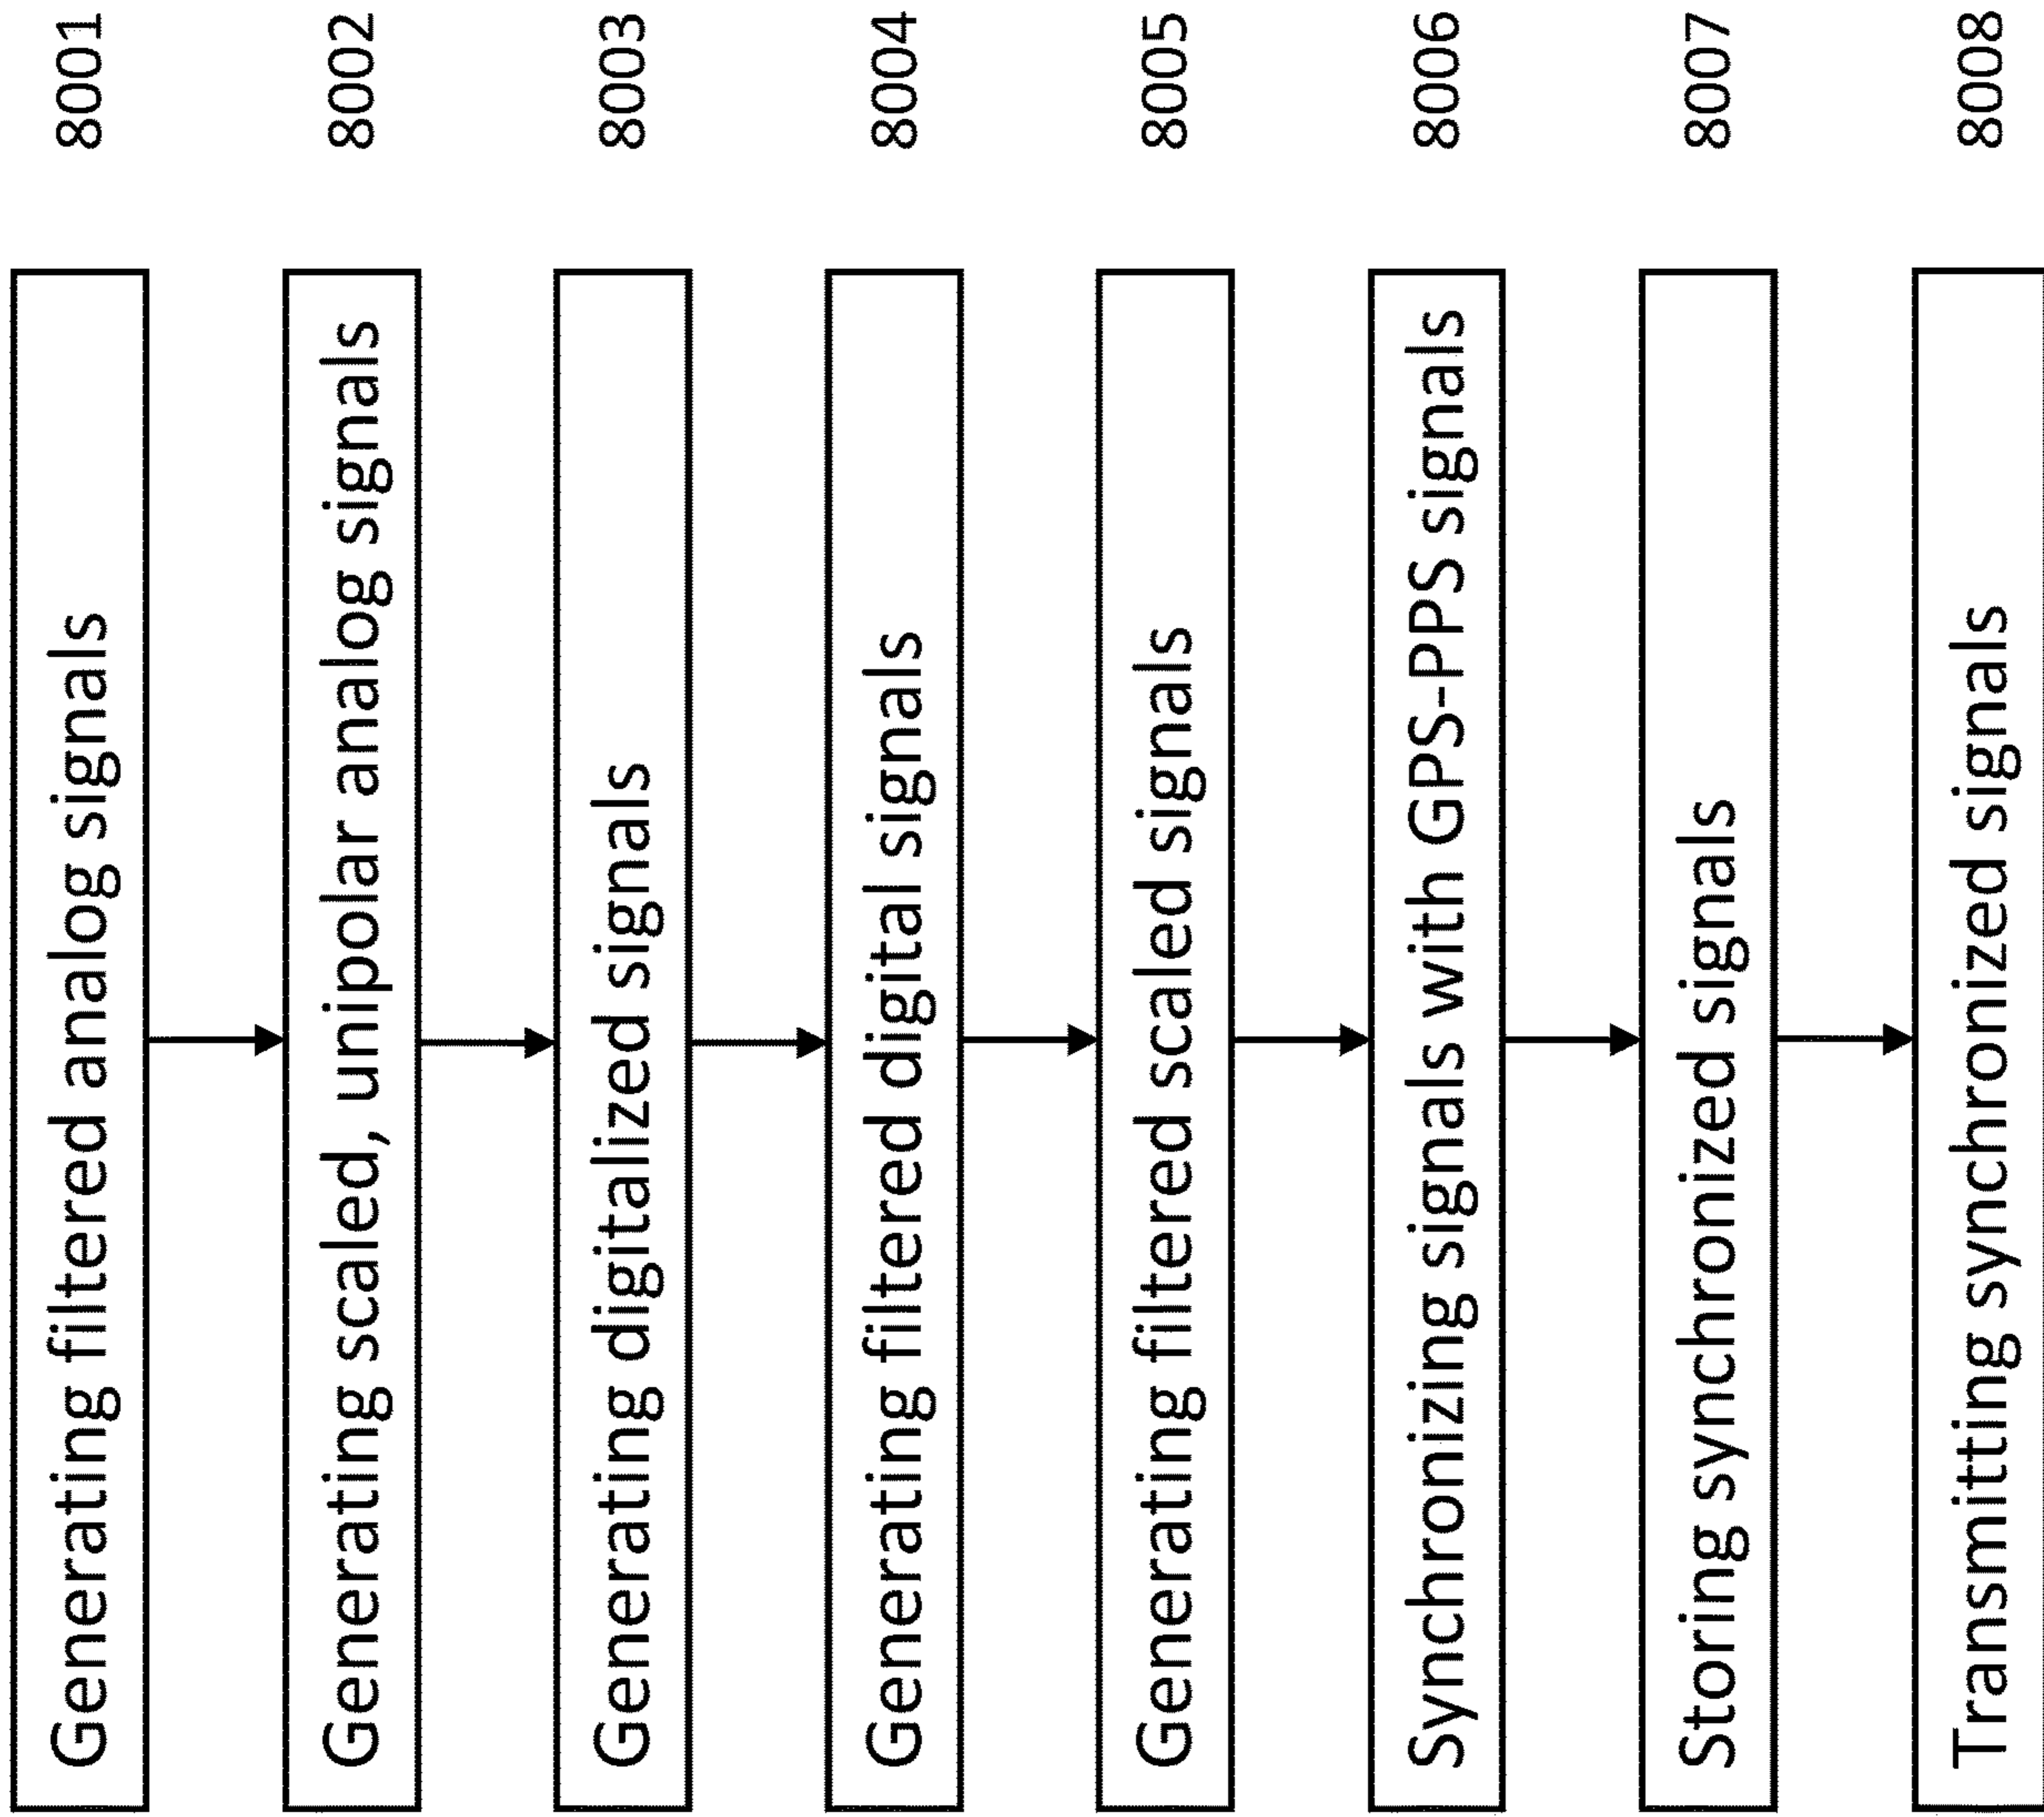 Generating filtered analog signals 8001
Generating scaled, unipolar analog signals 8002
Generating digitalized signals 8003
Generating filtered digital signals 8004
Generating filtered scaled signals 8005
Synchronizing signals with GPS-PPS signals 8006
Storing synchronized signals 8007
Transmitting synchronized signals 8008